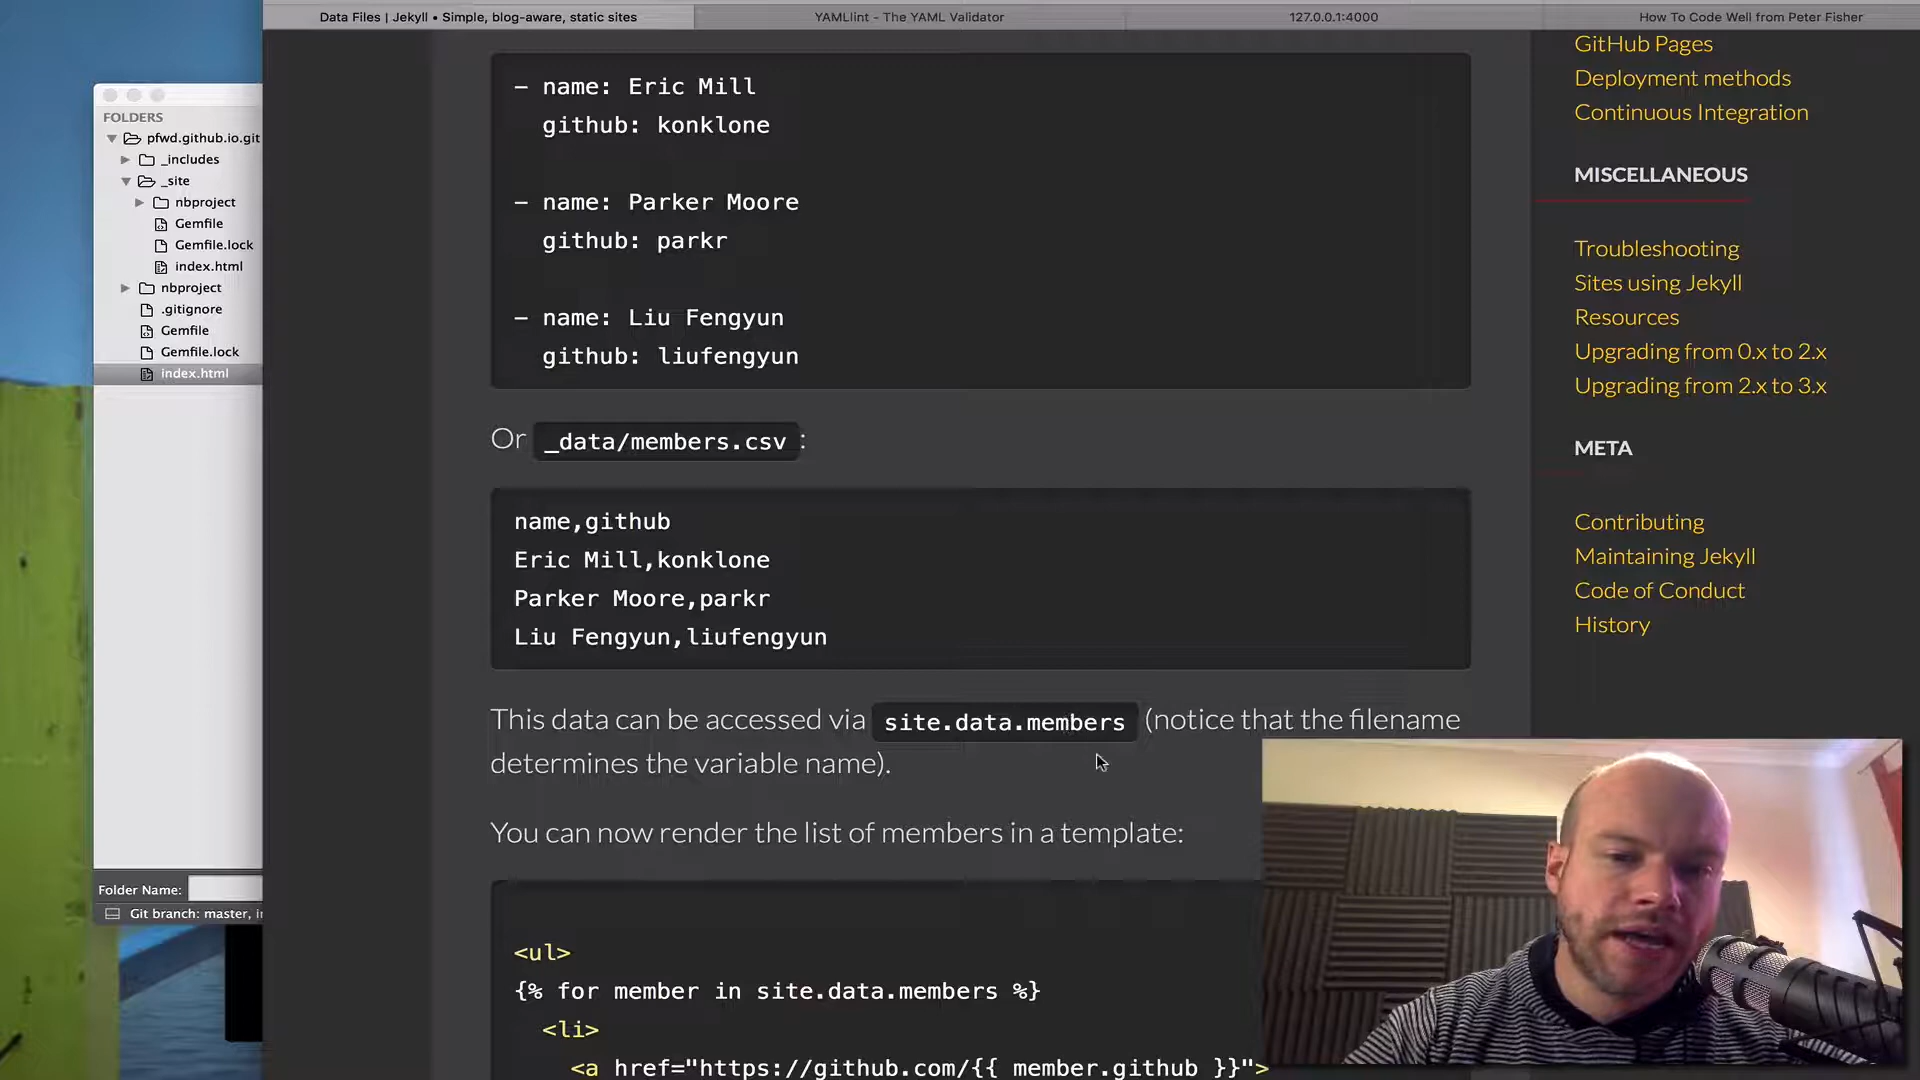 Data Files | Jekyll • Simple, blog-aware, static sites
YAMLlint - The YAML Validator
127.0.0.1:4000
How To Code Well from Peter Fisher
FOLDERS
pfwd.github.io.git
_includes
_site
nbproject
Gemfile
Gemfile.lock
index.html
nbproject
.gitignore
Gemfile
Gemfile.lock
index.html
Folder Name:
Git branch: master, in
- name: Eric Mill
github: konklone
- name: Parker Moore
github: parkr
- name: Liu Fengyun
github: liufengyun
Or _data/members.csv:
name,github
Eric Mill,konklone
Parker Moore,parkr
Liu Fengyun,liufengyun
This data can be accessed via site.data.members (notice that the filename
determines the variable name).
You can now render the list of members in a template:
<ul>
{% for member in site.data.members %}
<li>
<a href="https://github.com/{{ member.github }}">
GitHub Pages
Deployment methods
Continuous Integration
MISCELLANEOUS
Troubleshooting
Sites using Jekyll
Resources
Upgrading from 0.x to 2.x
Upgrading from 2.x to 3.x
META
Contributing
Maintaining Jekyll
Code of Conduct
History